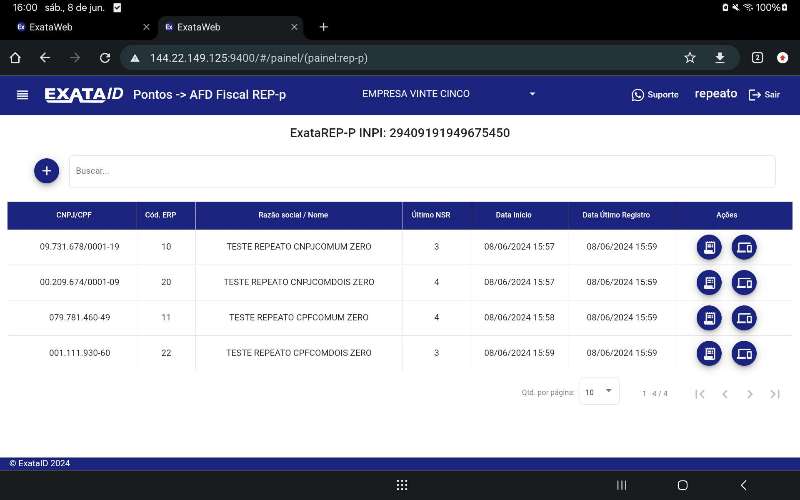 16:00 sáb., 8 de jun. 100%
ExataWeb ExataWeb
144.22.149.125:9400/#/painel/(painel:rep-p) 2
EXATAID Pontos -> AFD Fiscal REP-p EMPRESA VINTE CINCO Suporte repeato Sair
ExataREP-P INPI: 29409191949675450
Buscar...
CNPJ/CPF Cód. ERP Razão social / Nome Último NSR Data Inicio Data Útimo Registro Ações
09.731.678/0001-19 10 TESTE REPEATO CNPJCOMUM ZERO 3 08/06/2024 15:57 08/06/2024 15:59
00.209.674/0001-09 20 TESTE REPEATO CNPJCOMDOIS ZERO 4 08/06/2024 15:57 08/06/2024 15:59
079.781.460-49 11 TESTE REPEATO CPFCOMUM ZERO 4 08/06/2024 15:58 08/06/2024 15:59
001.111.930-60 22 TESTE REPEATO CPFCOMDOIS ZERO 3 08/06/2024 15:59 08/06/2024 15:59
Qtd. por página: 10 1 - 4 / 4
© ExataID 2024